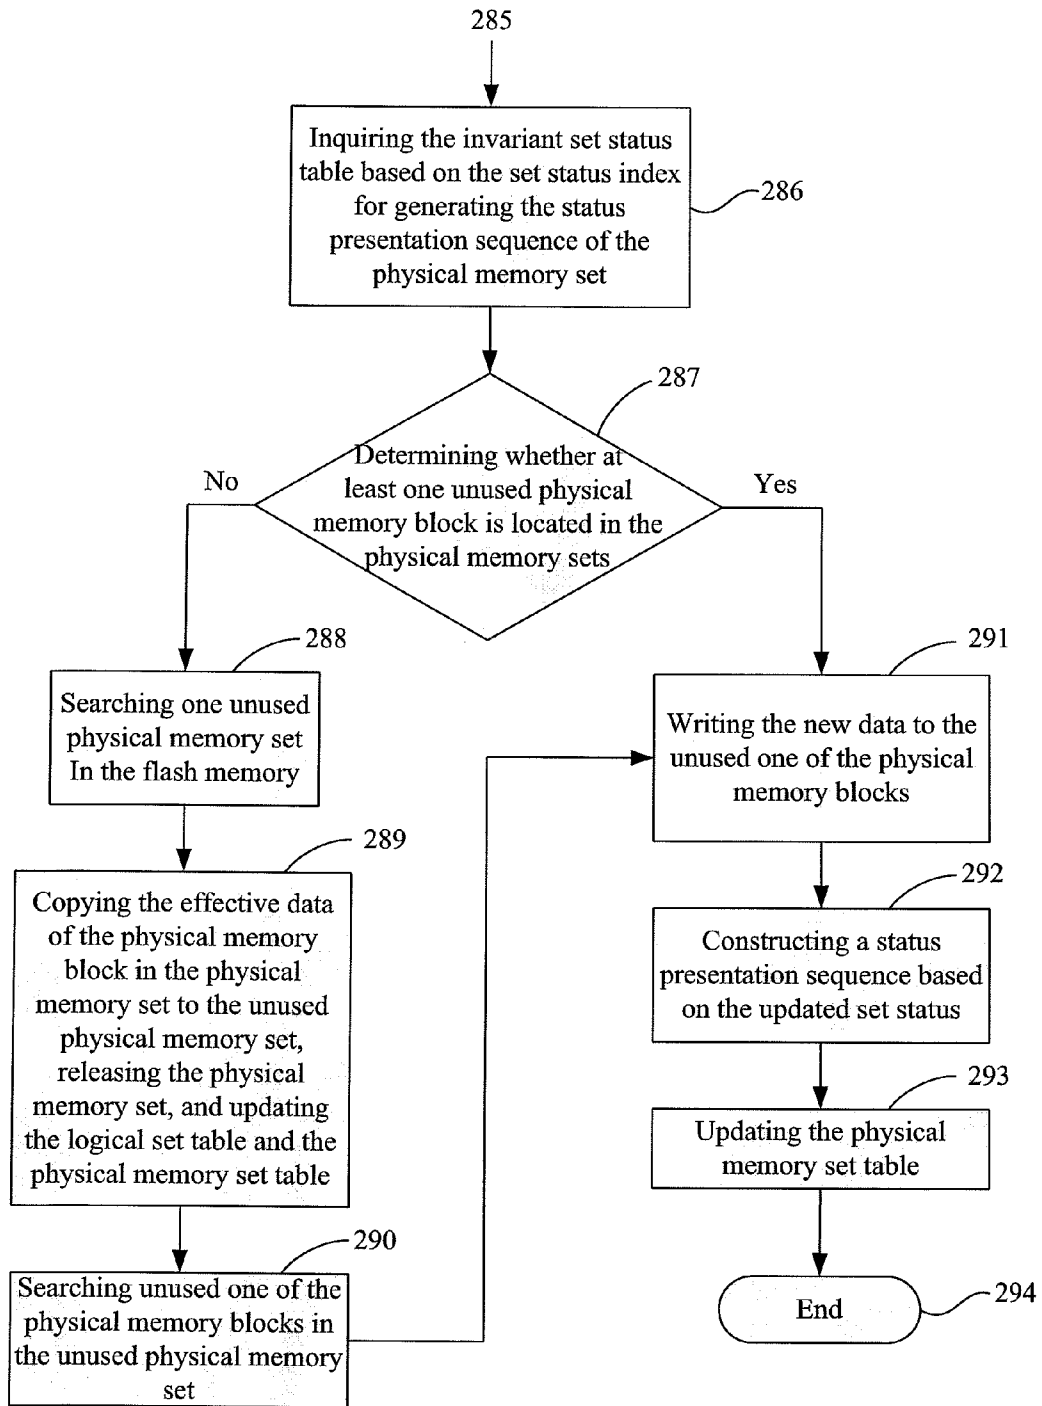 285
Inquiring the invariant set status
table based on the set status index
for generating the status
presentation sequence of the
physical memory set
286
287
Determining whether at
least one unused physical
memory block is located in the
physical memory sets
No
Yes
288
Searching one unused
physical memory set
In the flash memory
289
Copying the effective data
of the physical memory
block in the physical
memory set to the unused
physical memory set,
releasing the physical
memory set, and updating
the logical set table and the
physical memory set table
290
Searching unused one of the
physical memory blocks in
the unused physical memory
set
291
Writing the new data to the
unused one of the physical
memory blocks
292
Constructing a status
presentation sequence based
on the updated set status
293
Updating the physical
memory set table
End
294